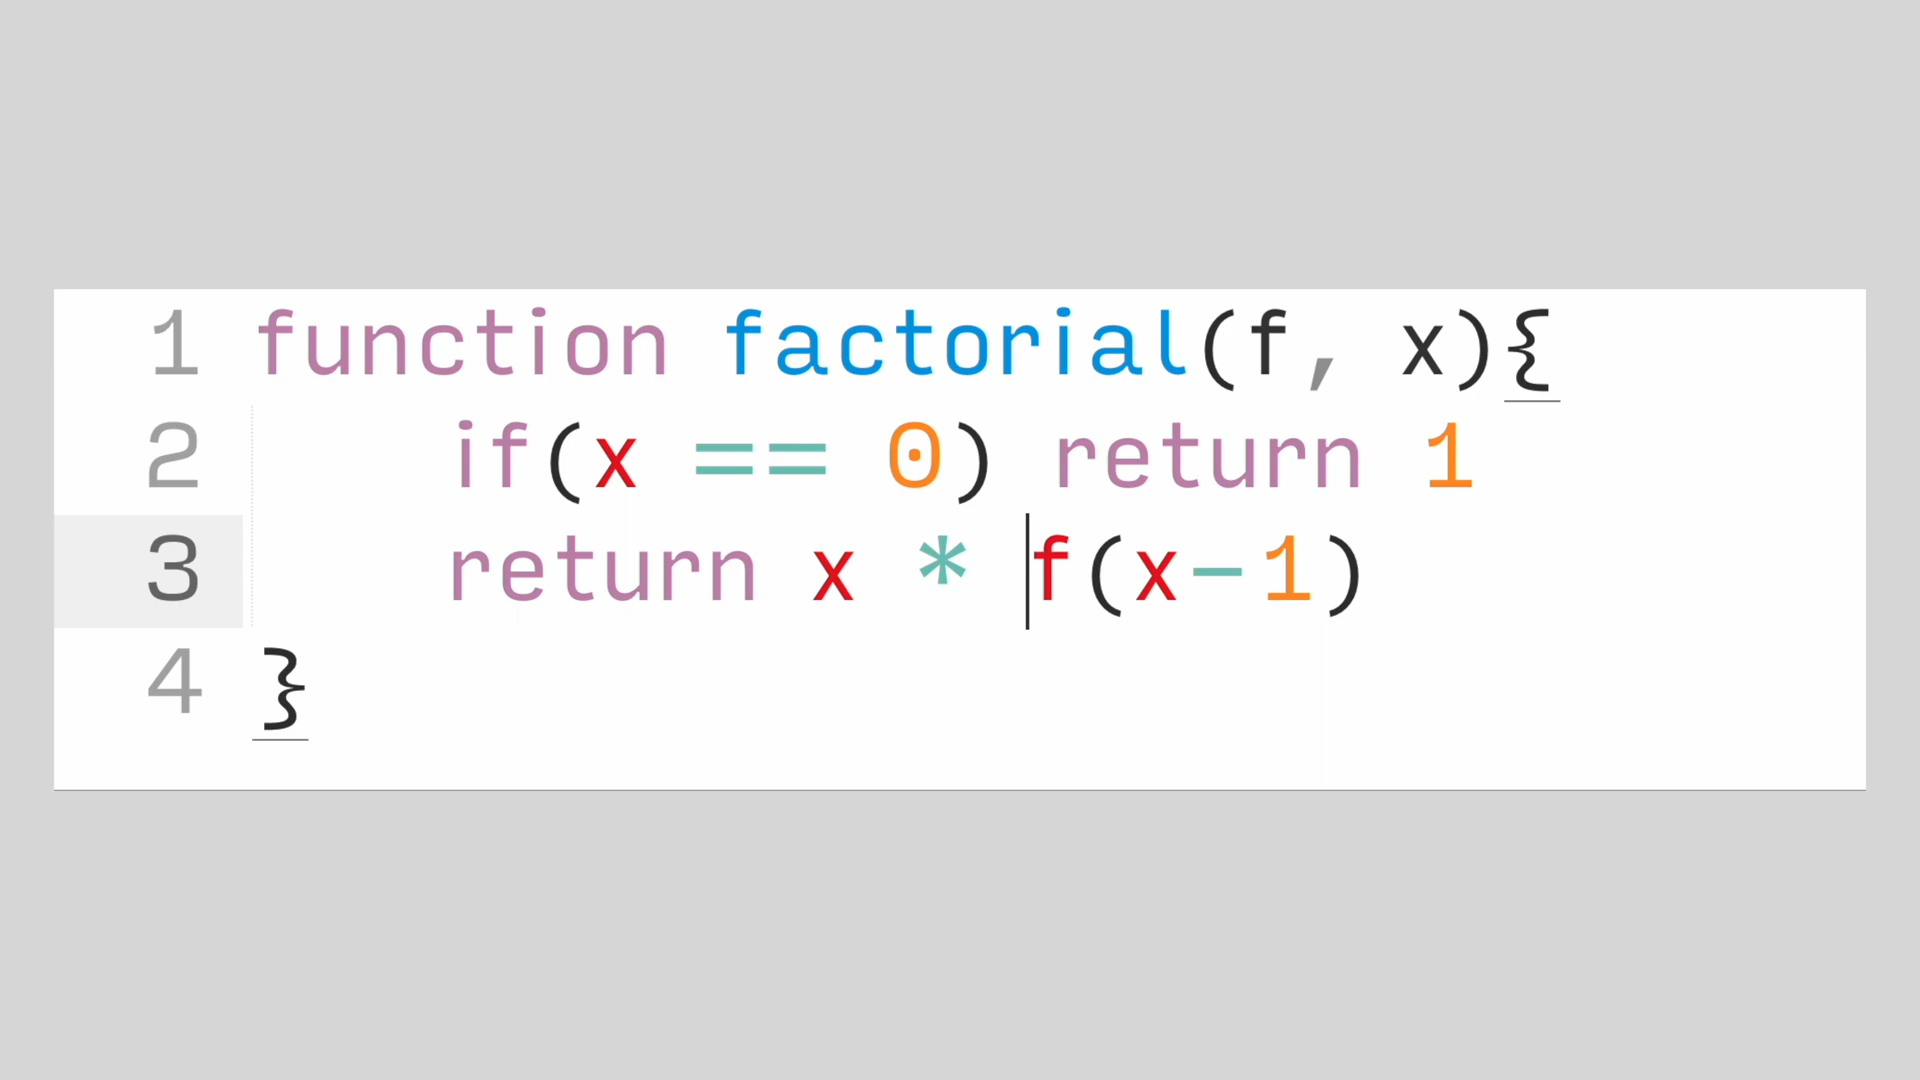 1 function factorial(f, x){
2 if(x == 0) return 1
3 return x * f(x-1)
4 }